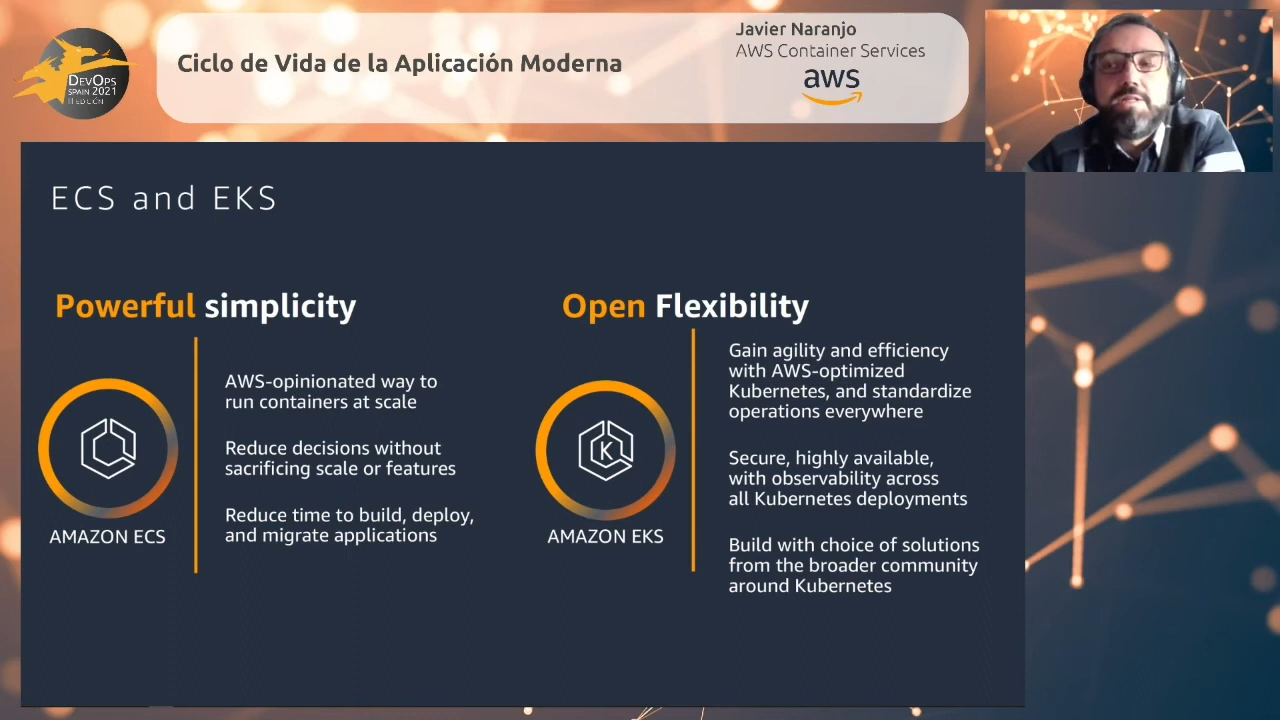 DEVOPS
SPAIN 2021
II EDICIÓN
Ciclo de Vida de la Aplicación Moderna
Javier Naranjo
AWS Container Services
aws
ECS and EKS
Powerful simplicity
AWS-opinionated way to
run containers at scale
Reduce decisions without
sacrificing scale or features
Reduce time to build, deploy,
and migrate applications
AMAZON ECS
Open Flexibility
Gain agility and efficiency
with AWS-optimized
Kubernetes, and standardize
operations everywhere
Secure, highly available,
with observability across
all Kubernetes deployments
Build with choice of solutions
from the broader community
around Kubernetes
K
AMAZON EKS